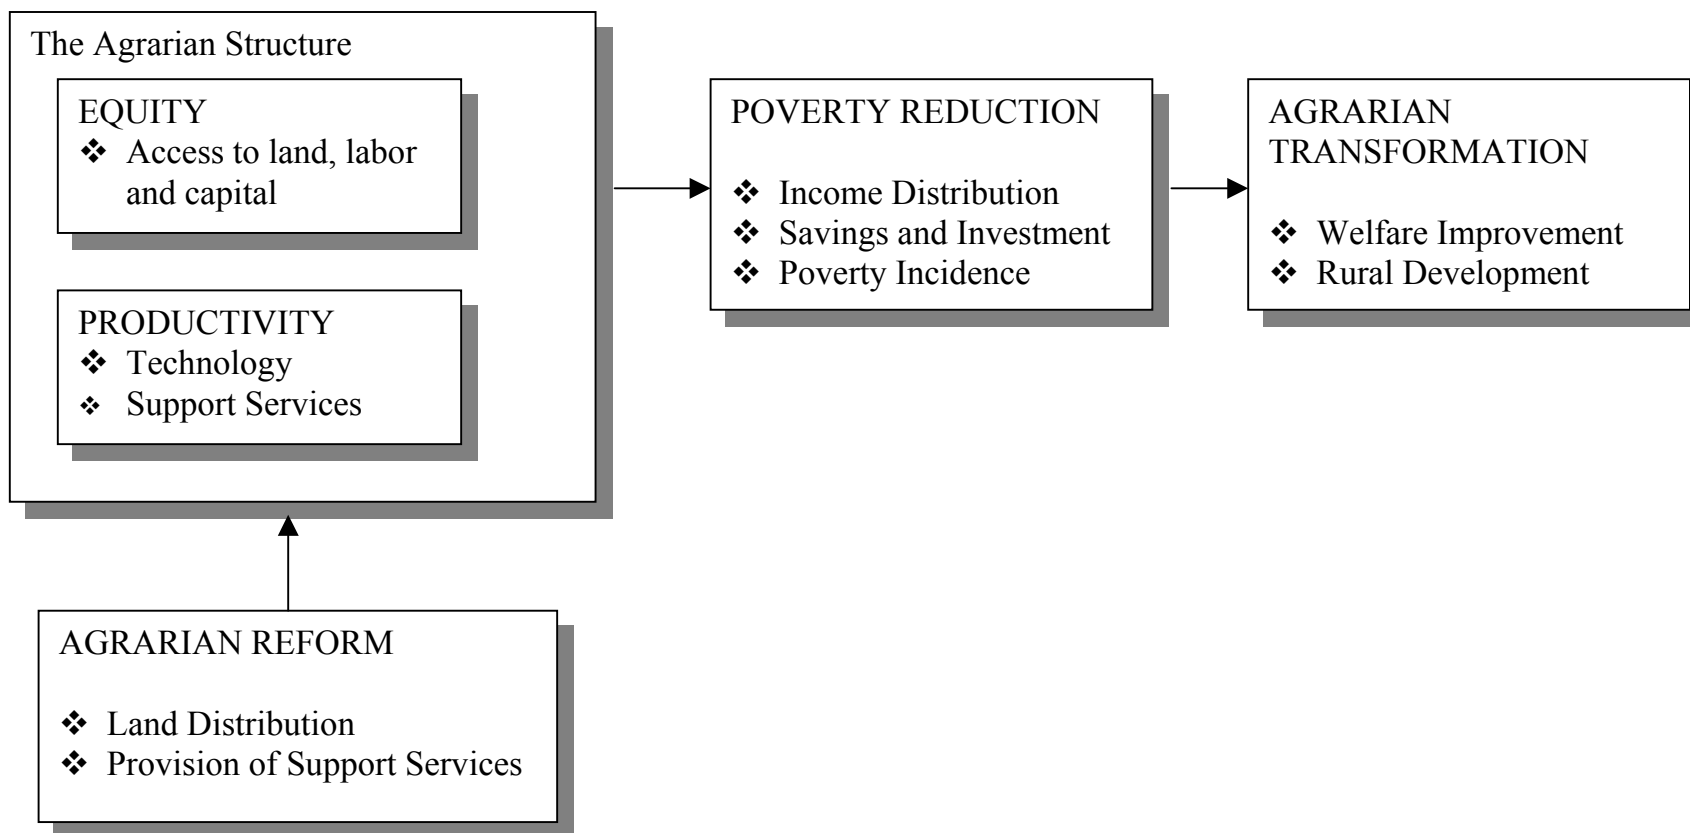 The Agrarian Structure
EQUITY
❖ Access to land, labor
and capital
PRODUCTIVITY
❖ Technology
❖ Support Services
POVERTY REDUCTION
❖ Income Distribution
❖ Savings and Investment
❖ Poverty Incidence
AGRARIAN
TRANSFORMATION
❖ Welfare Improvement
❖ Rural Development
AGRARIAN REFORM
❖ Land Distribution
❖ Provision of Support Services